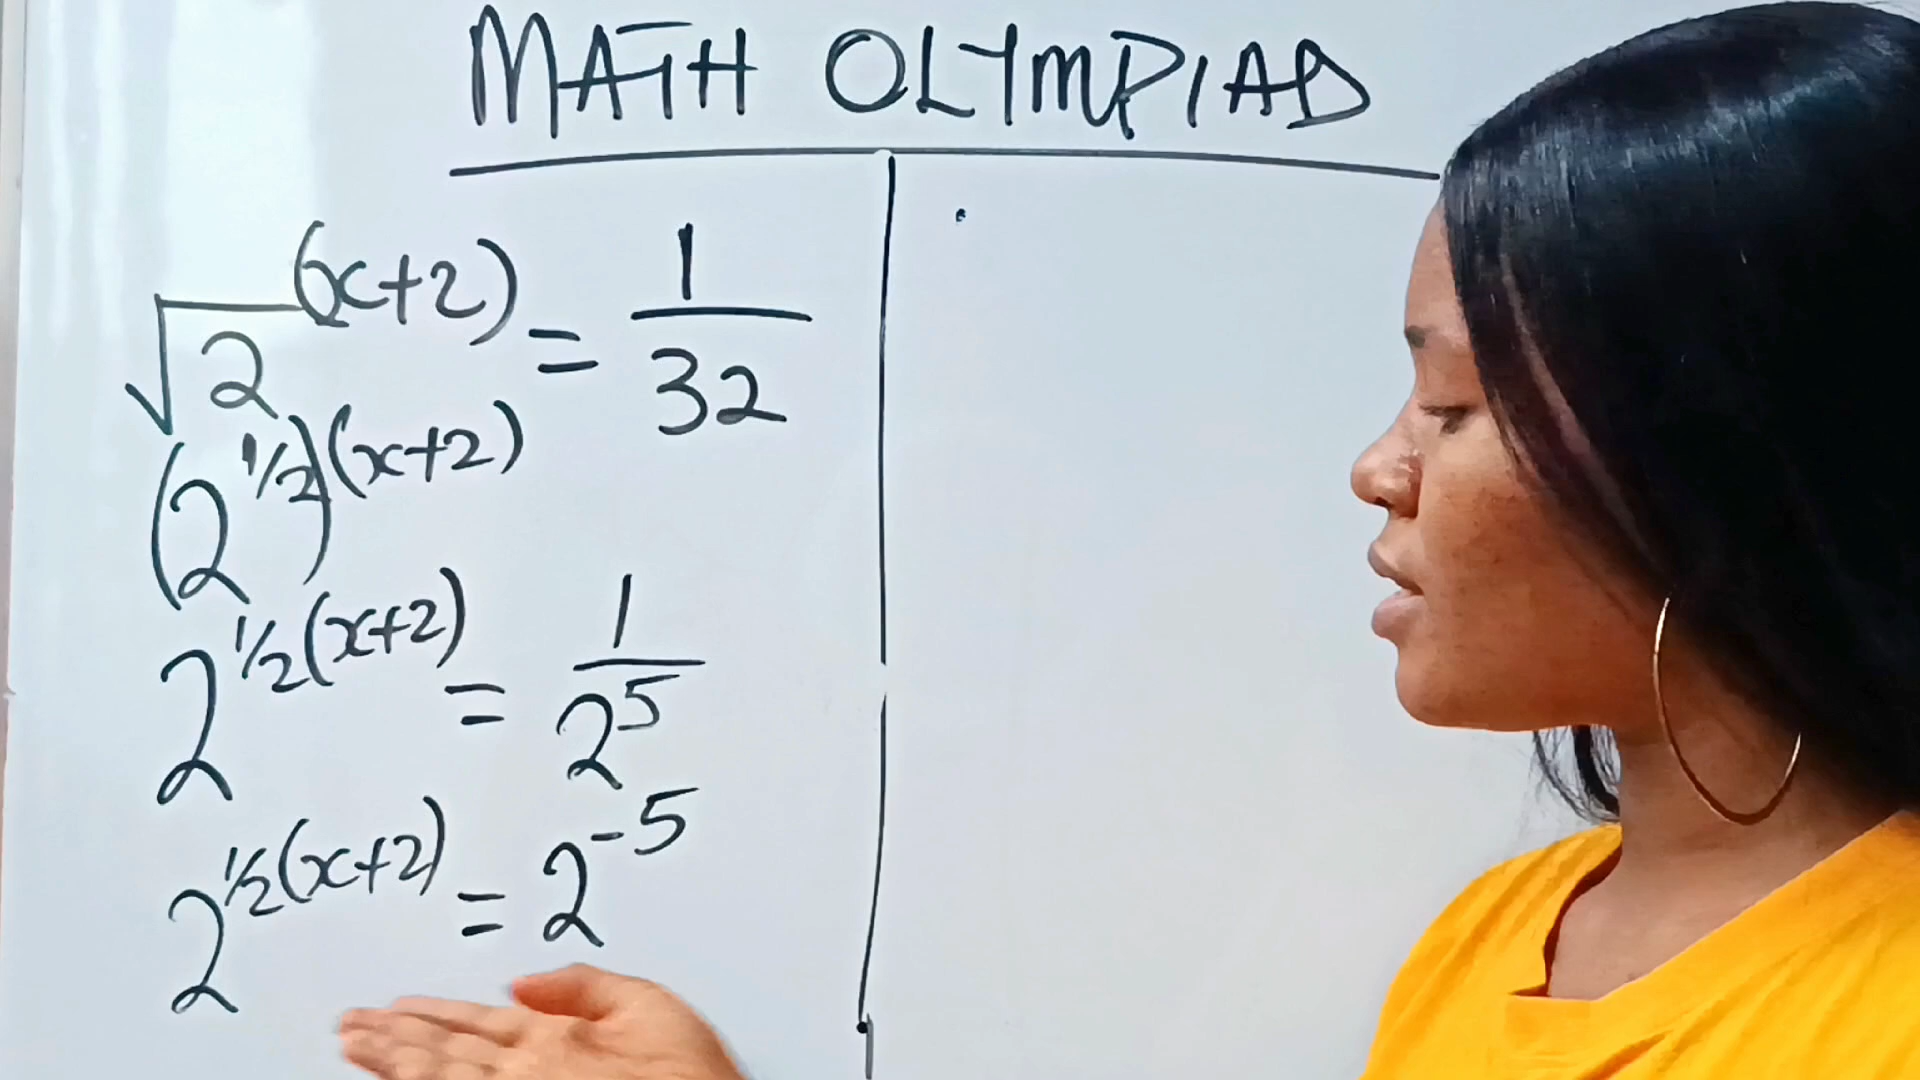 MATH OLYMPIAD
√2^(x+2) = 1/32
(2^1/2)^(x+2)
2^1/2(x+2) = 1/2^5
2^1/2(x+2) = 2^-5